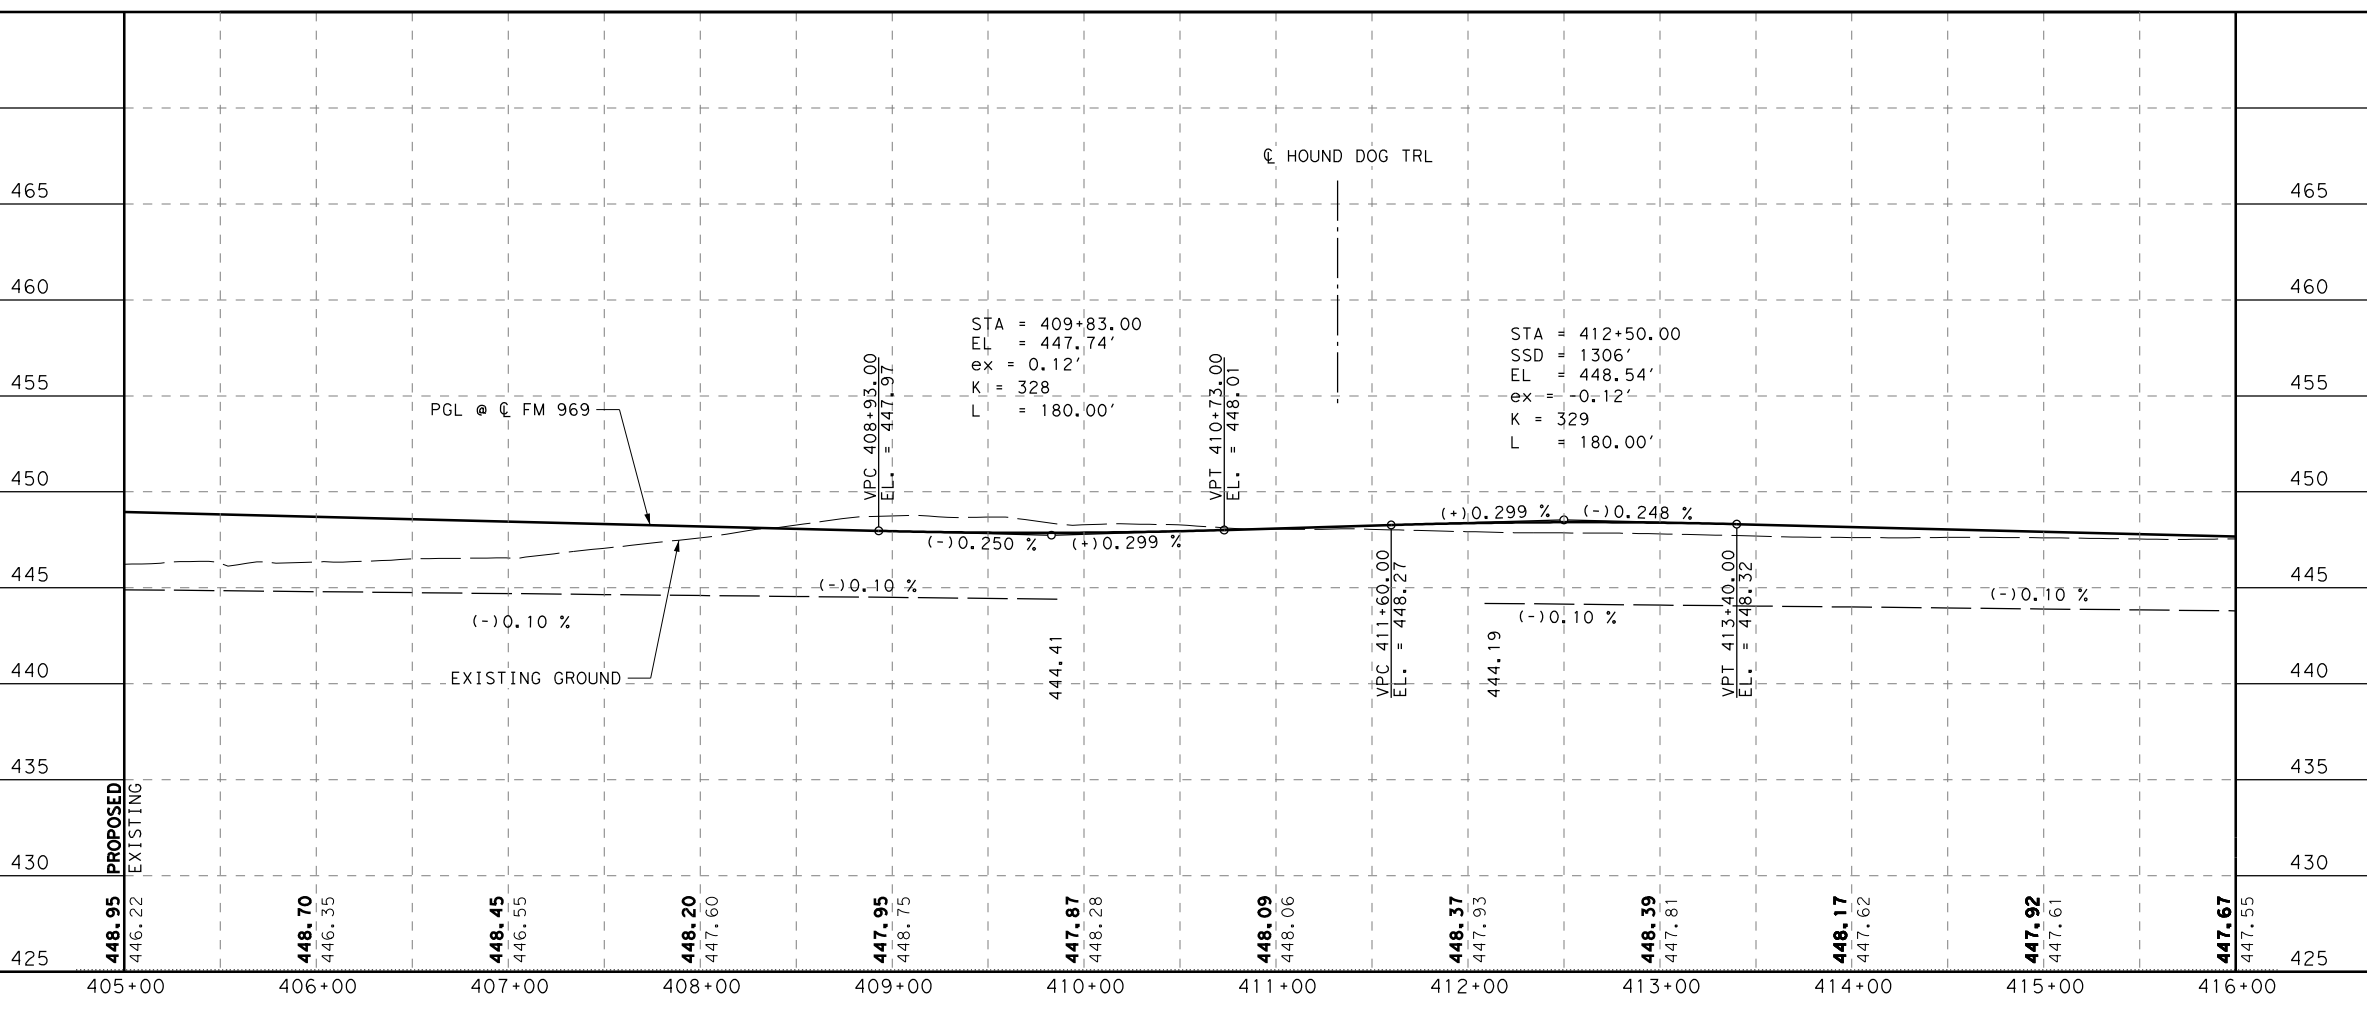 ℄ HOUND DOG TRL
465
465
460
460
STA = 409+83.00
EL = 447.74'
ex = 0.12'
K = 328
L = 180.00'
STA = 412+50.00
SSD = 1306'
EL = 448.54'
ex = -0.12'
K = 329
L = 180.00'
455
455
PGL @ ℄ FM 969
VPC 408+93.00
EL. = 447.97
VPT 410+73.00
EL. = 448.01
450
450
(-)0.250 %
(+)0.299 %
(+)0.299 %
(-)0.248 %
445
445
(-)0.10 %
(-)0.10 %
(-)0.10 %
(-)0.10 %
EXISTING GROUND
444.41
VPC 411+60.00
EL. = 448.27
444.19
VPT 413+40.00
EL. = 448.32
440
440
435
435
PROPOSED
EXISTING
430
430
448.95
446.22
448.70
446.35
448.45
446.55
448.20
447.60
447.95
448.75
447.87
448.28
448.09
448.06
448.37
447.93
448.39
447.81
448.17
447.62
447.92
447.61
447.67
447.55
425
425
405+00
406+00
407+00
408+00
409+00
410+00
411+00
412+00
413+00
414+00
415+00
416+00